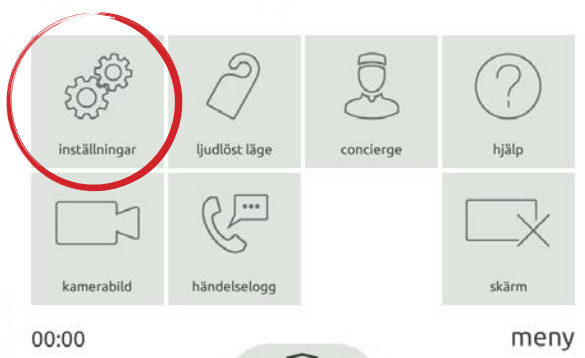 inställningar
ljudlöst läge
concierge
hjälp
kamerabild
händelselogg
skärm
00:00
meny